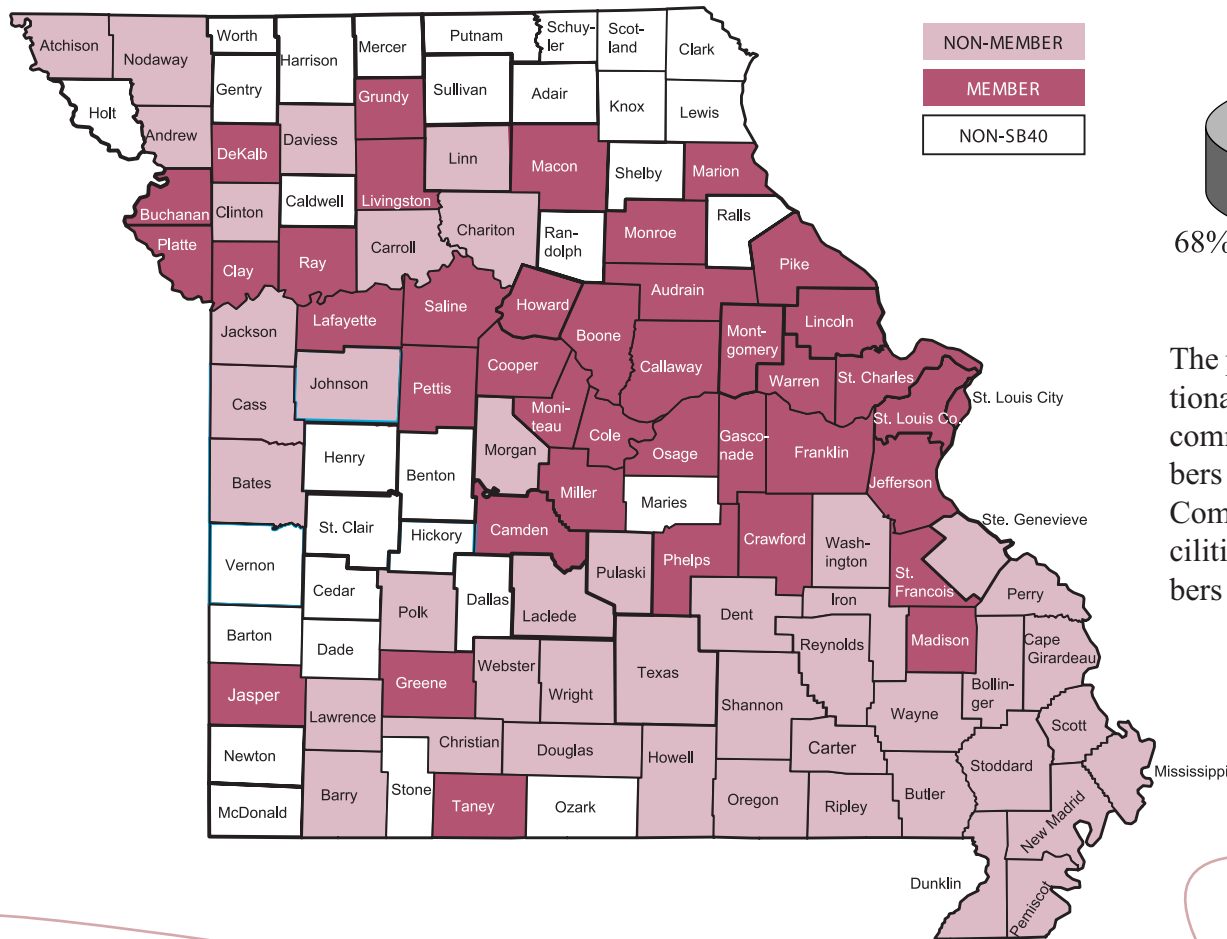 Atchison
Nodaway
Worth
Harrison
Mercer
Putnam
Schuy-
ler
Scot-
land
Clark
NON-MEMBER
MEMBER
NON-SB40
Holt
Gentry
Grundy
Sullivan
Adair
Knox
Lewis
Andrew
DeKalb
Daviess
Linn
Macon
Shelby
Marion
Buchanan
Clinton
Caldwell
Livingston
Chariton
Ran-
dolph
Monroe
Ralls
Platte
Clay
Ray
Carroll
Pike
68%
Jackson
Lafayette
Saline
Howard
Boone
Audrain
Callaway
Mont-
gomery
Lincoln
Johnson
Pettis
Cooper
Warren
St. Charles
St. Louis City
St. Louis Co.
Cass
Moni-
teau
Cole
Osage
Gasco-
nade
Franklin
Jefferson
Bates
Henry
Benton
Morgan
Miller
Maries
Ste. Genevieve
Vernon
St. Clair
Hickory
Camden
Pulaski
Phelps
Crawford
Wash-
ington
St.
Francois
Perry
Cedar
Polk
Dallas
Laclede
Dent
Iron
Barton
Dade
Reynolds
Madison
Cape
Girardeau
Jasper
Greene
Webster
Wright
Texas
Shannon
Bollin-
ger
Lawrence
Wayne
Scott
Newton
Christian
Douglas
Howell
Carter
Stoddard
Mississippi
McDonald
Barry
Stone
Taney
Ozark
Oregon
Ripley
Butler
New Madrid
Dunklin
Pemiscot
The
tiona
com
bers
Com
ciliti
bers